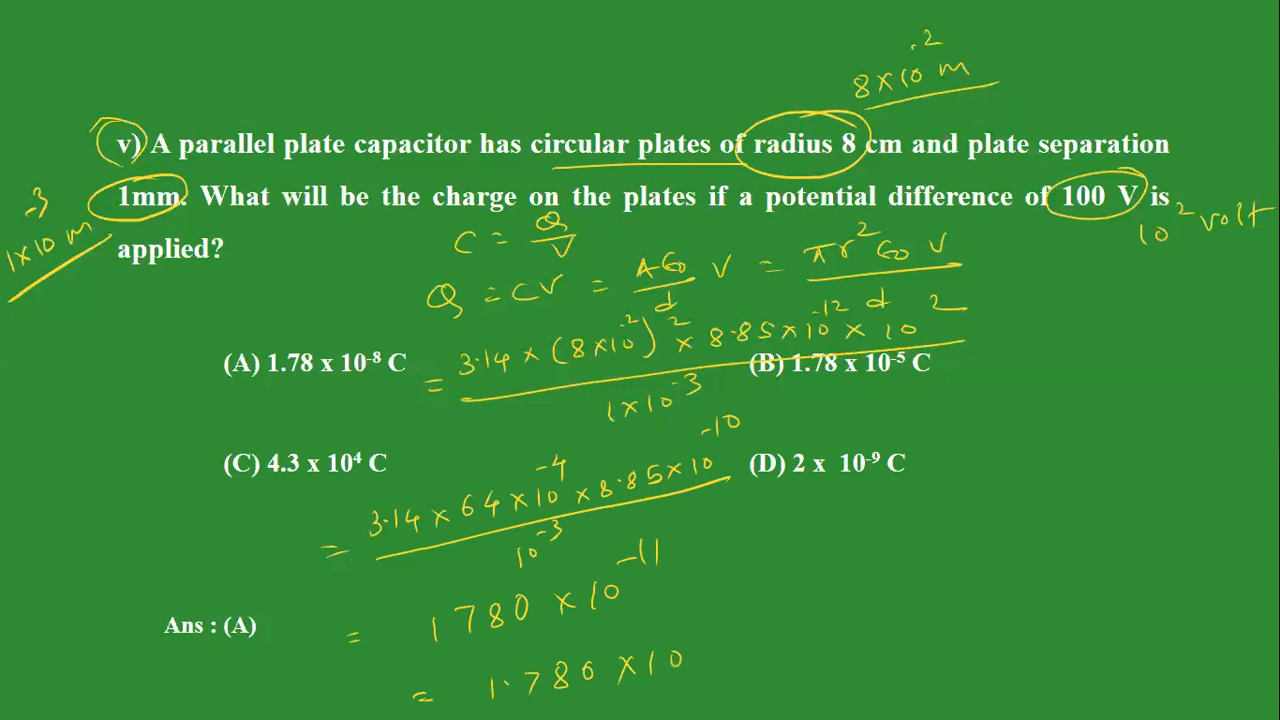 8×10⁻² m
v) A parallel plate capacitor has circular plates of radius 8 cm and plate separation
1mm. What will be the charge on the plates if a potential difference of 100 V is
applied?
1×10⁻³ m
10² volt
C = Q/V
Q = CV = Aϵ₀/d V = πr²ϵ₀ V/d
= 3.14 × (8×10⁻²)² × 8.85×10⁻¹² × 10² / 1×10⁻³
(A) 1.78 x 10⁻⁸ C (B) 1.78 x 10⁻⁵ C
(C) 4.3 x 10⁴ C (D) 2 x 10⁻⁹ C
= 3.14 × 64×10⁻⁴ × 8.85×10⁻¹⁰ / 10⁻³
= 1780 ×10⁻¹¹
Ans : (A)
= 1.780 ×10